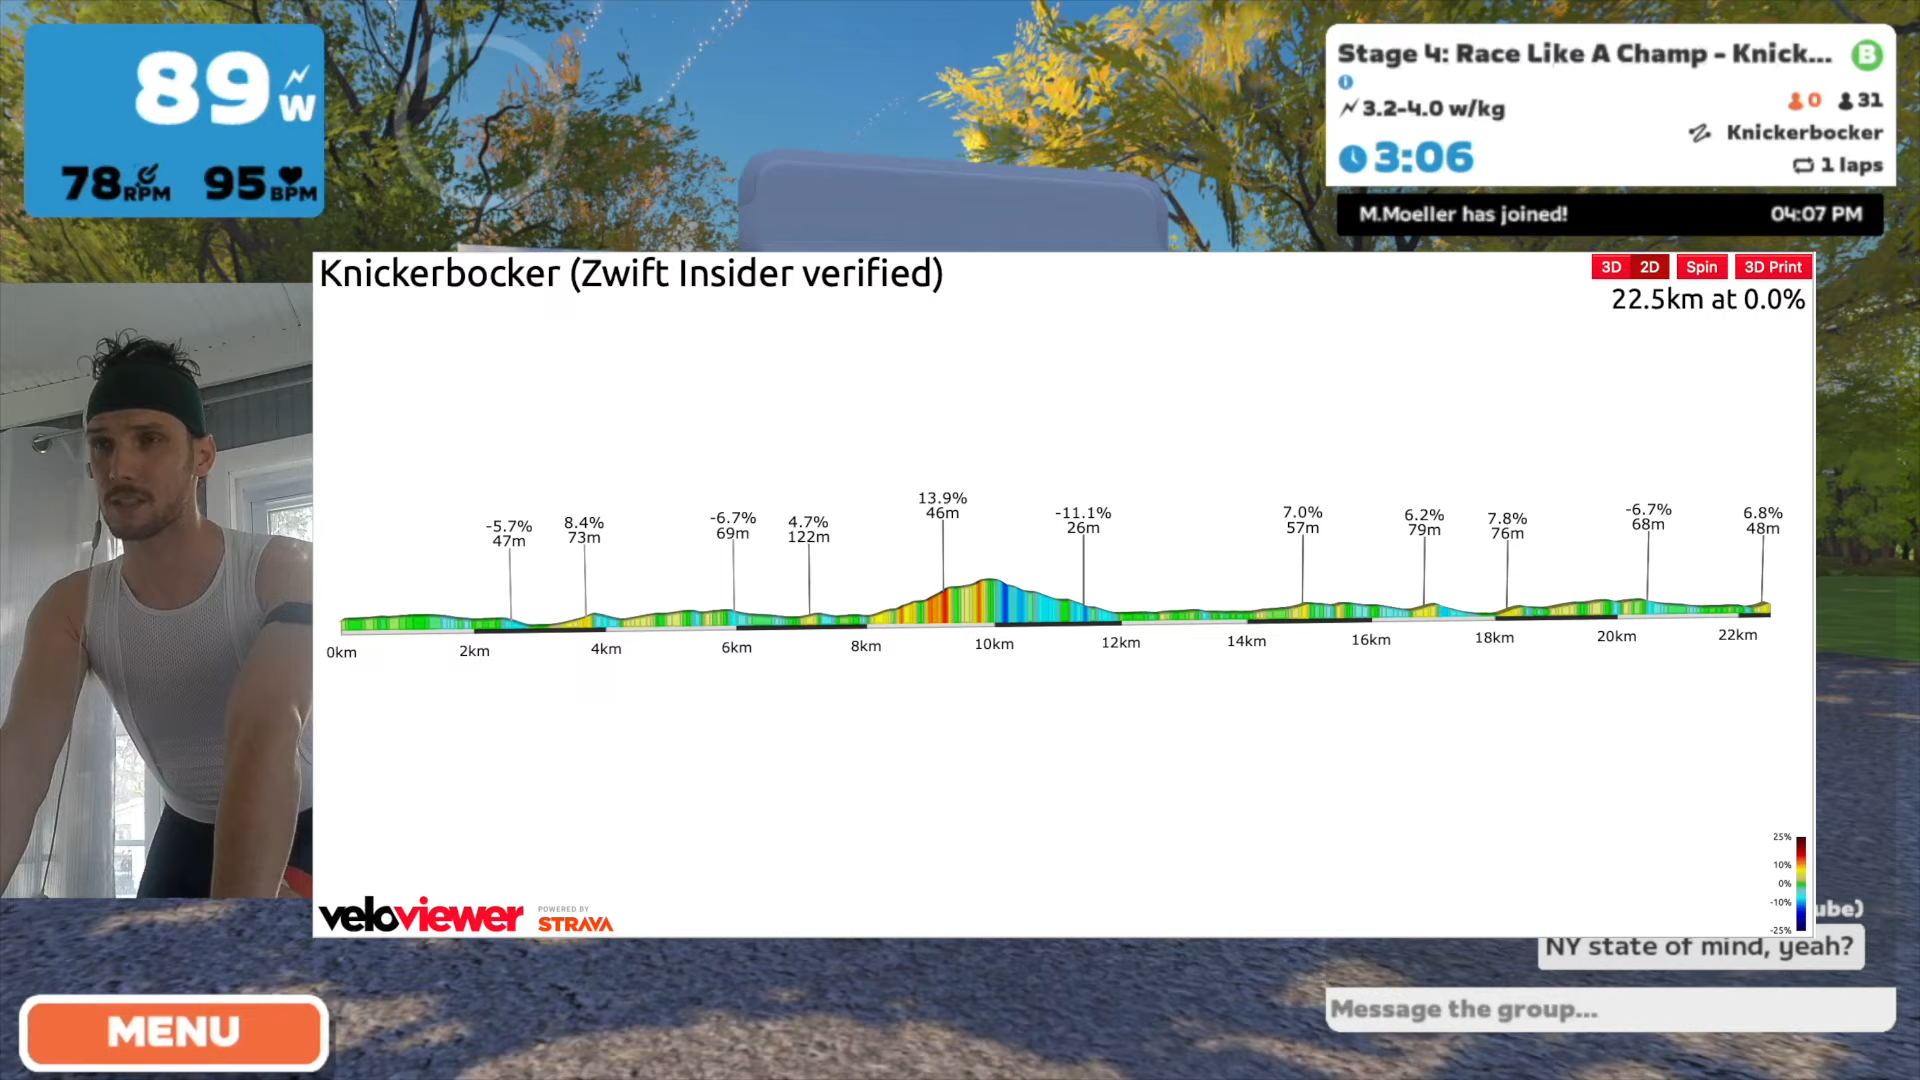 89 W
78 RPM 95 BPM
Stage 4: Race Like A Champ - Knick... B
3.2-4.0 w/kg
0 31
Knickerbocker
3:06
1 laps
M.Moeller has joined! 04:07 PM
Knickerbocker (Zwift Insider verified)
3D 2D Spin 3D Print
22.5km at 0.0%
-5.7%
47m
8.4%
73m
-6.7%
69m
4.7%
122m
13.9%
46m
-11.1%
26m
7.0%
57m
6.2%
79m
7.8%
76m
-6.7%
68m
6.8%
48m
0km 2km 4km 6km 8km 10km 12km 14km 16km 18km 20km 22km
25%
10%
0%
-10%
-25%
veloviewer
POWERED BY
STRAVA
ube)
NY state of mind, yeah?
Message the group...
MENU